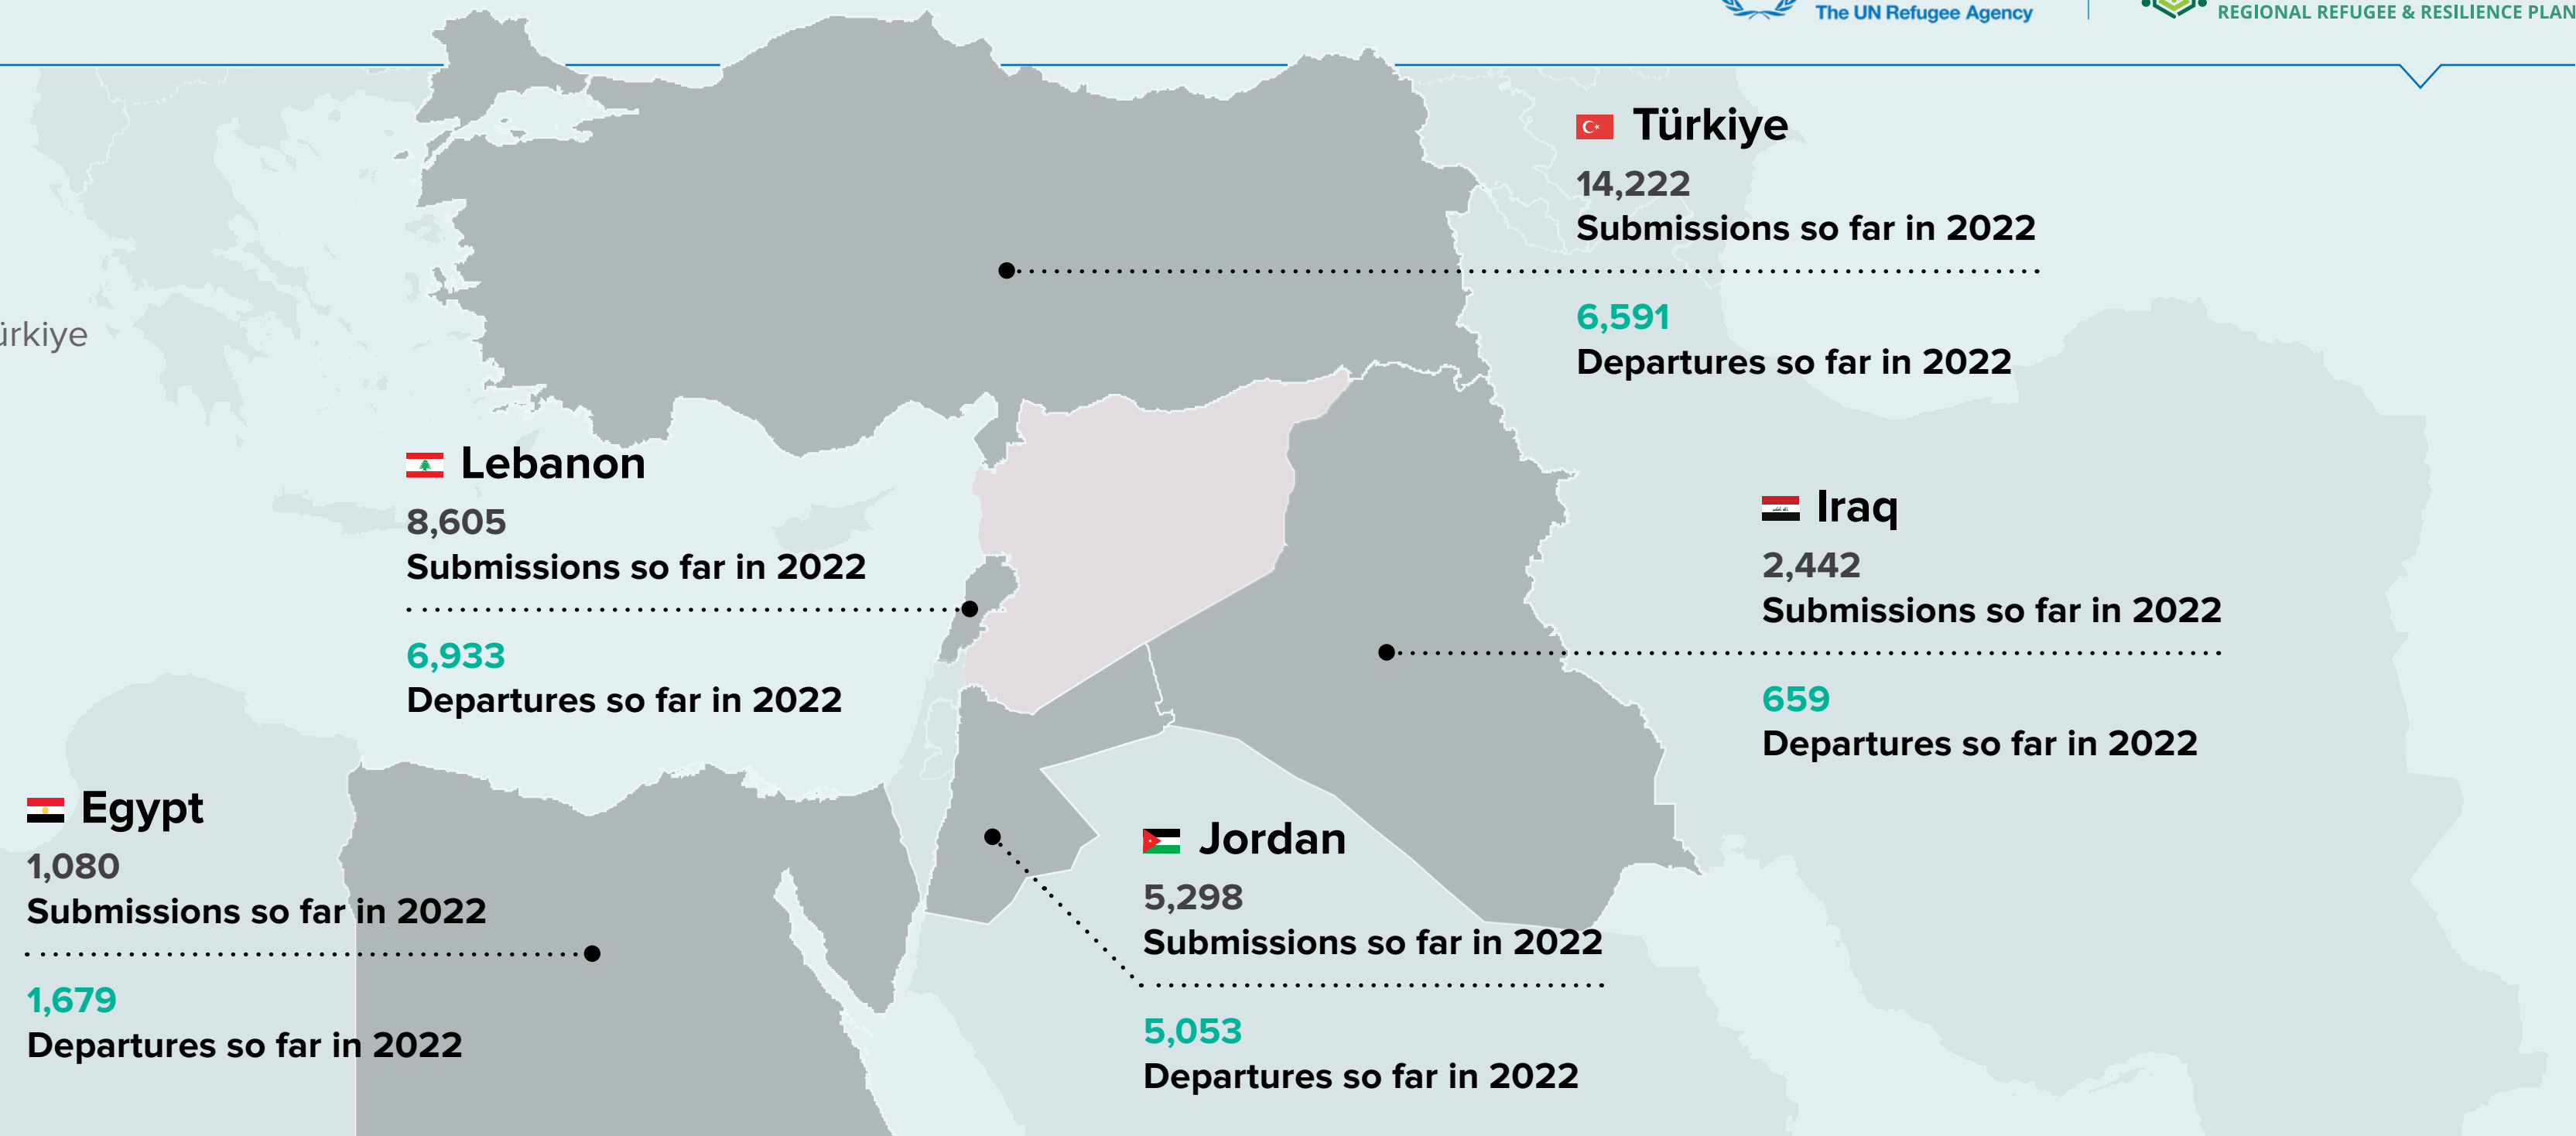 The UN Refugee Agency
REGIONAL REFUGEE & RESILIENCE PLAN
Türkiye
14,222
Submissions so far in 2022
6,591
Departures so far in 2022
ürkiye
Lebanon
8,605
Submissions so far in 2022
6,933
Departures so far in 2022
Iraq
2,442
Submissions so far in 2022
659
Departures so far in 2022
Egypt
1,080
Submissions so far in 2022
1,679
Departures so far in 2022
Jordan
5,298
Submissions so far in 2022
5,053
Departures so far in 2022